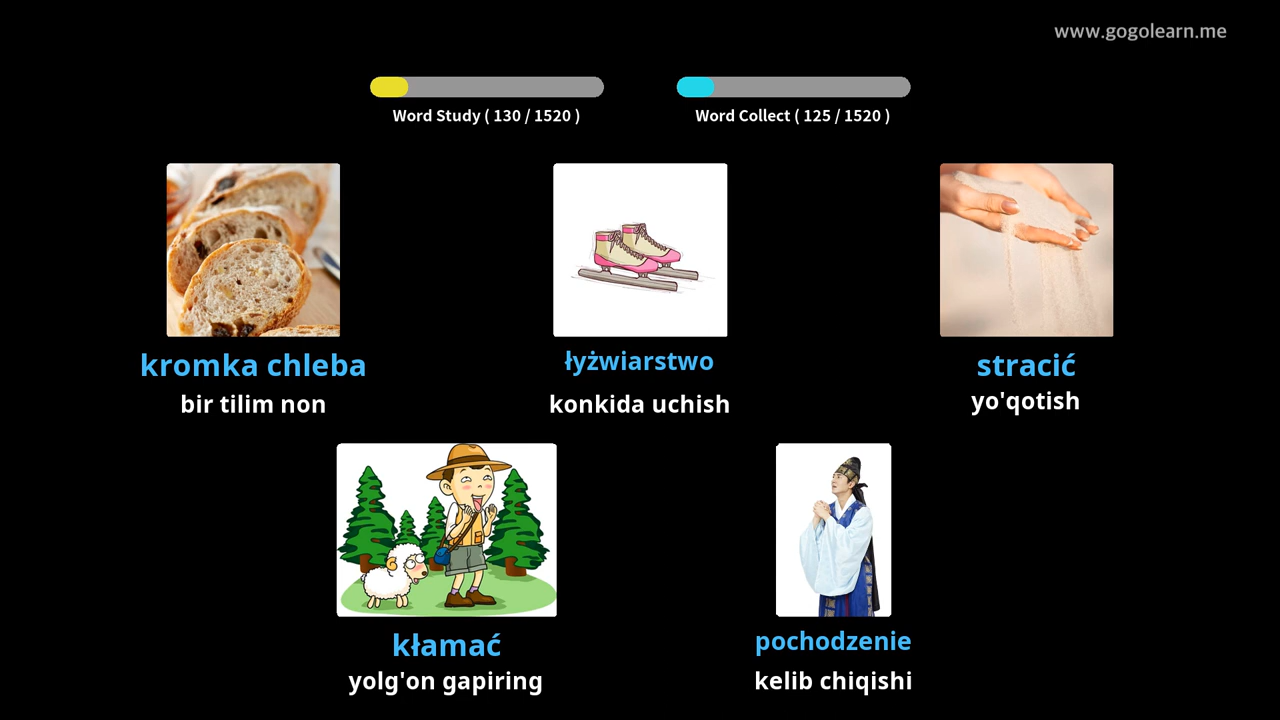 www.gogolearn.me
Word Study ( 130 / 1520 )
Word Collect ( 125 / 1520 )
kromka chleba
bir tilim non
łyżwiarstwo
konkida uchish
stracić
yo'qotish
kłamać
yolg'on gapiring
pochodzenie
kelib chiqishi